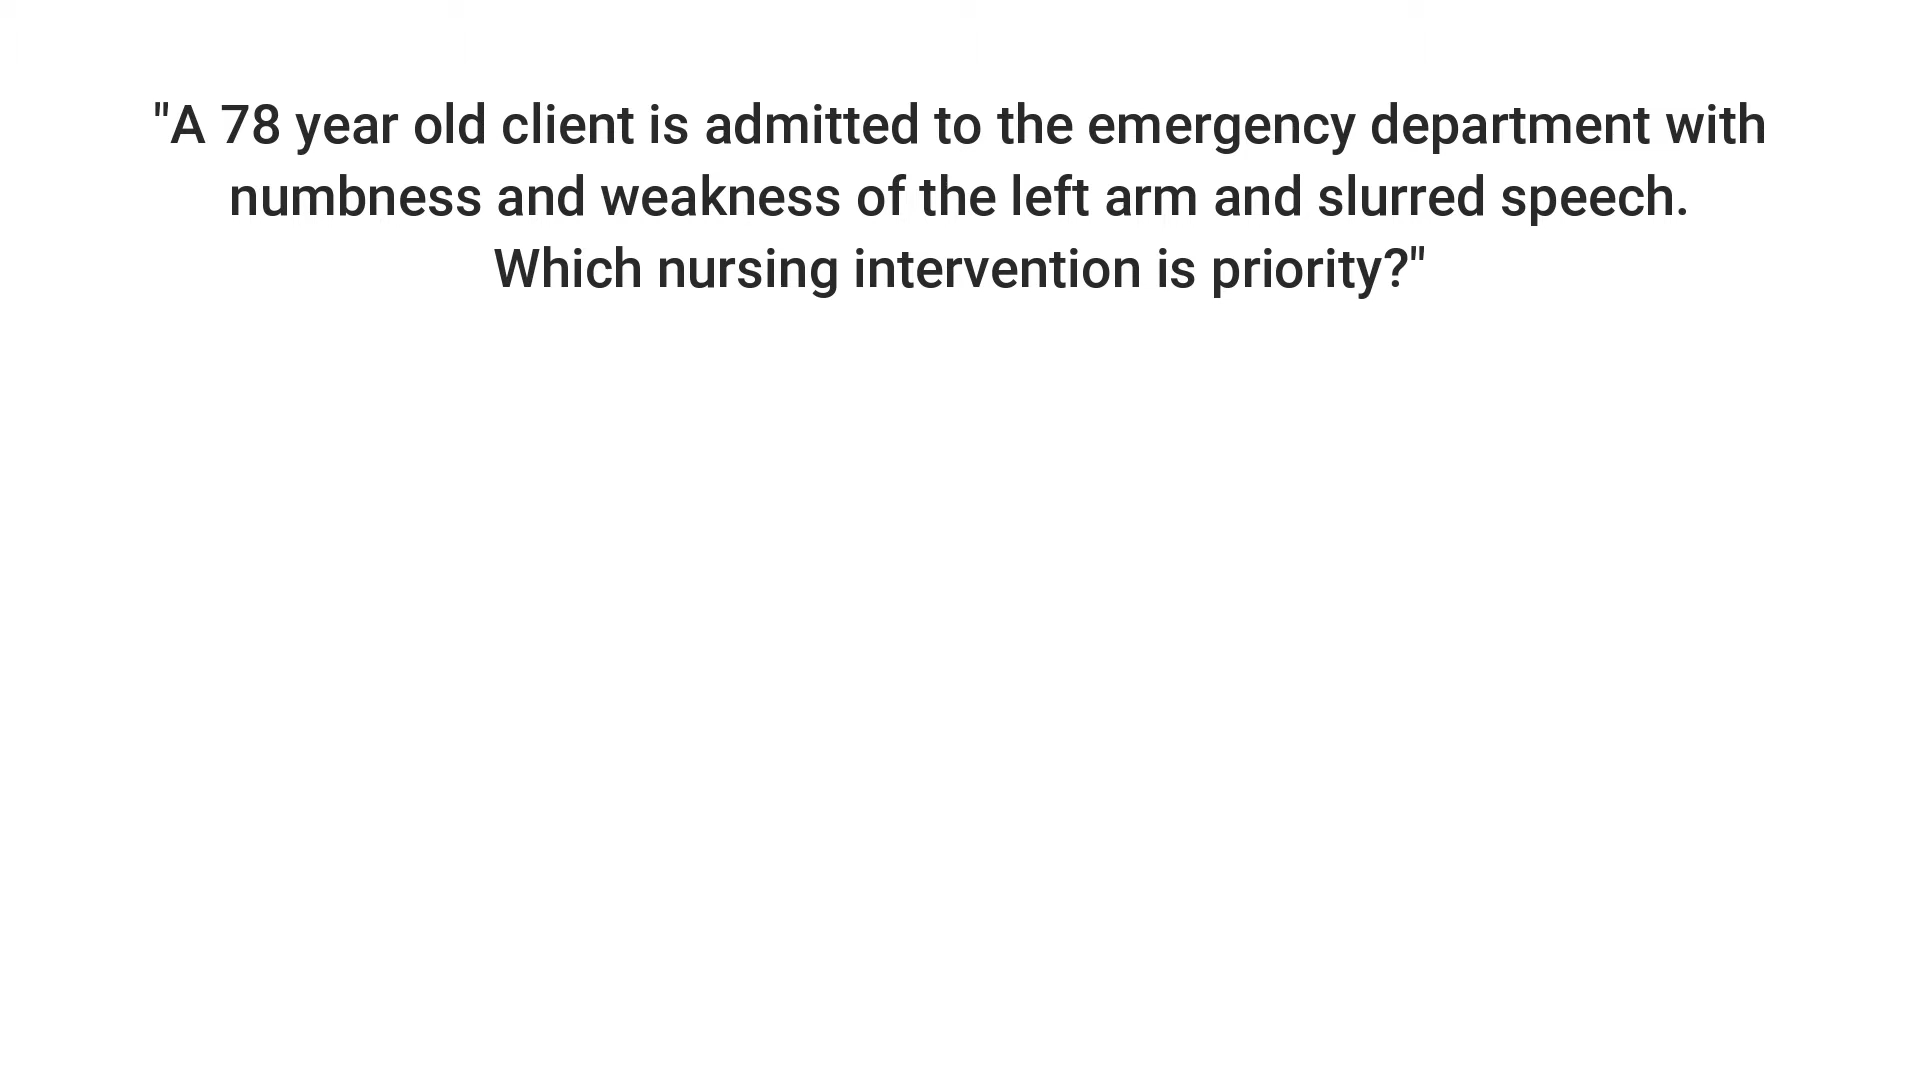 "A 78 year old client is admitted to the emergency department with
numbness and weakness of the left arm and slurred speech.
Which nursing intervention is priority?"